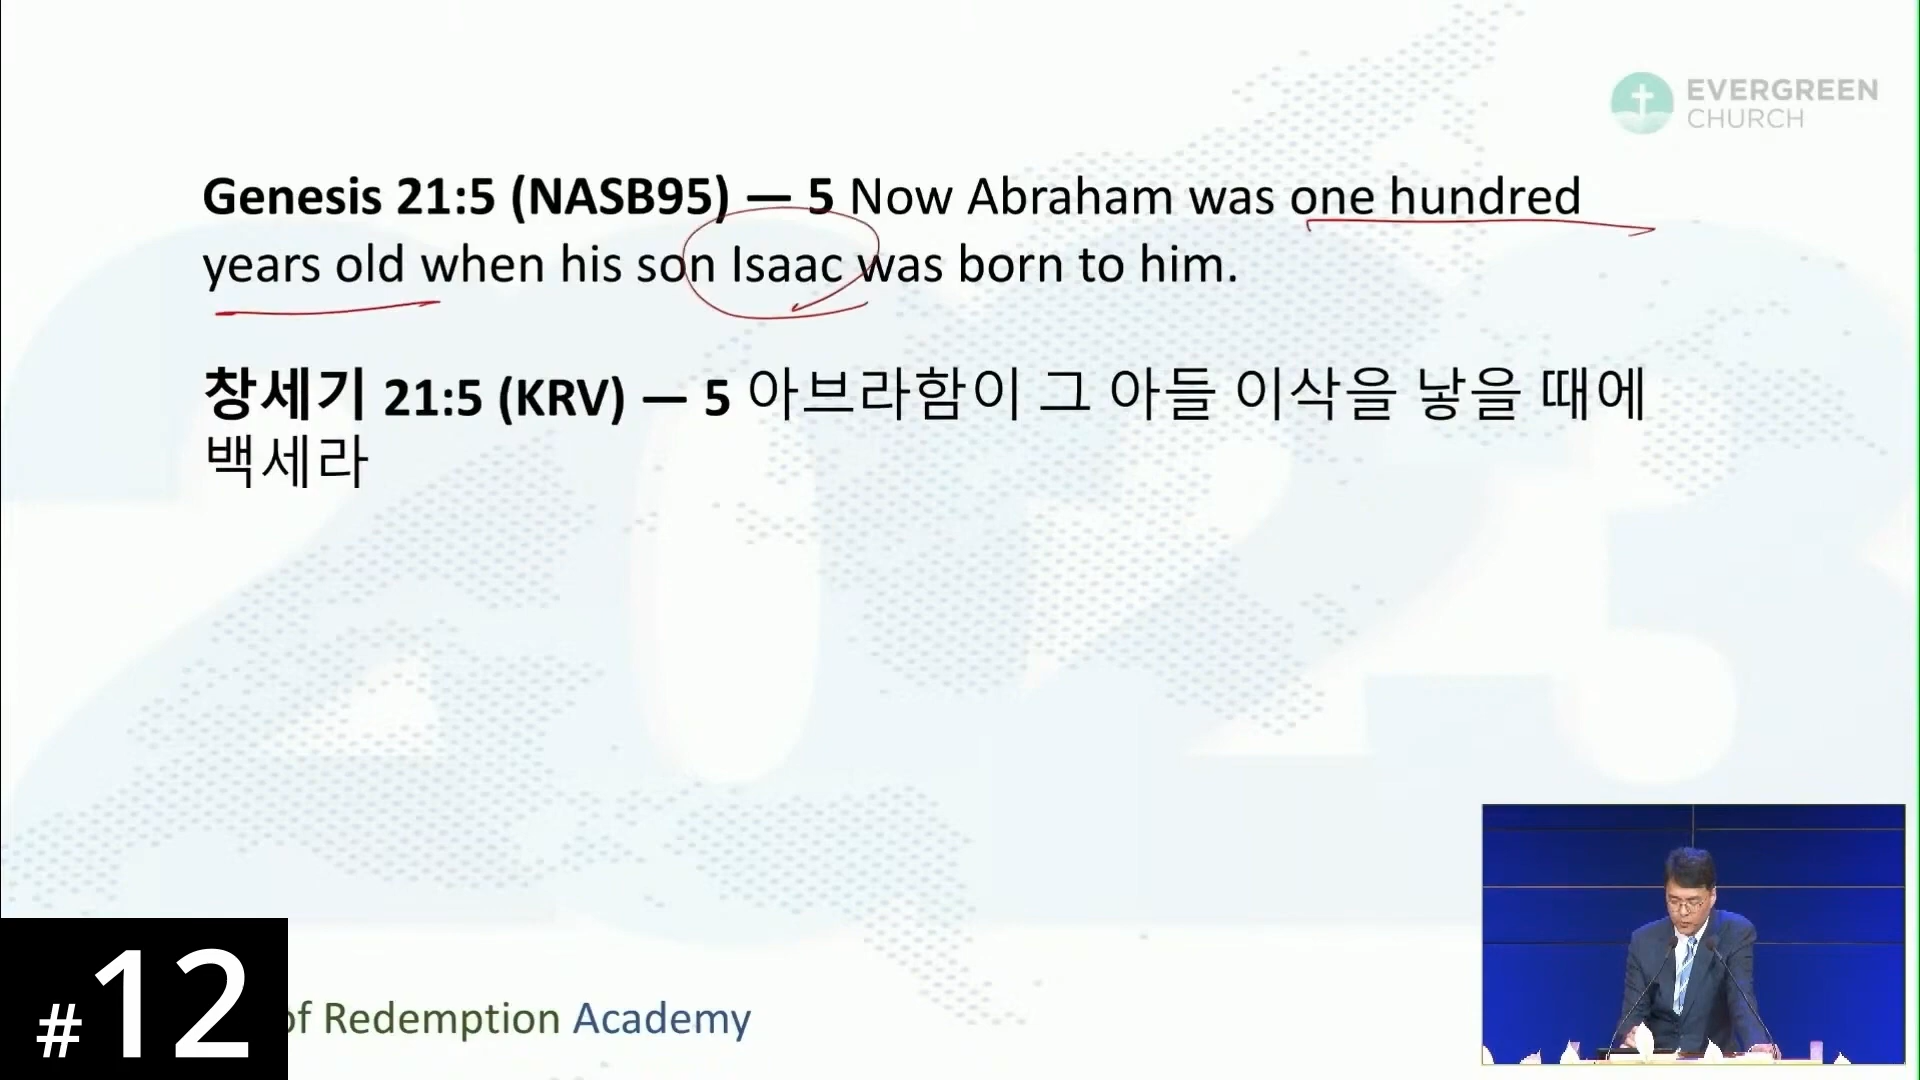 EVERGREEN
CHURCH
Genesis 21:5 (NASB95) — 5 Now Abraham was one hundred
years old when his son Isaac was born to him.
창세기 21:5 (KRV) — 5 아브라함이 그 아들 이삭을 낳을 때에
백세라
2023
#12
of Redemption Academy